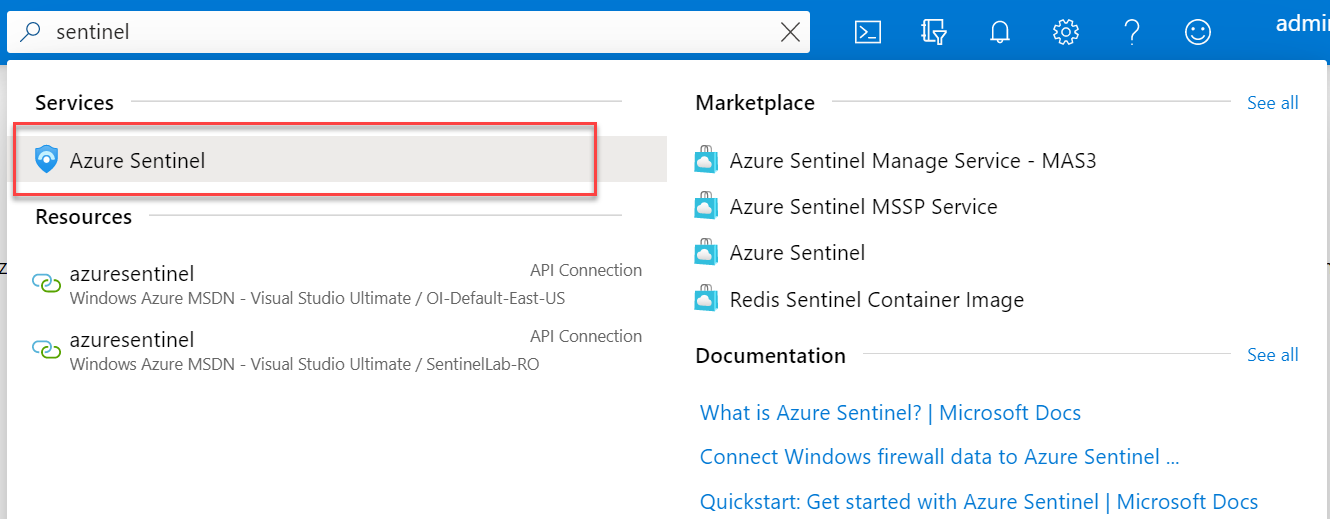 sentinel
admi
Services
Azure Sentinel
Resources
azuresentinel
API Connection
Windows Azure MSDN - Visual Studio Ultimate / OI-Default-East-US
azuresentinel
API Connection
Windows Azure MSDN - Visual Studio Ultimate / SentinelLab-RO
Marketplace
See all
Azure Sentinel Manage Service - MAS3
Azure Sentinel MSSP Service
Azure Sentinel
Redis Sentinel Container Image
Documentation
See all
What is Azure Sentinel? | Microsoft Docs
Connect Windows firewall data to Azure Sentinel ...
Quickstart: Get started with Azure Sentinel | Microsoft Docs